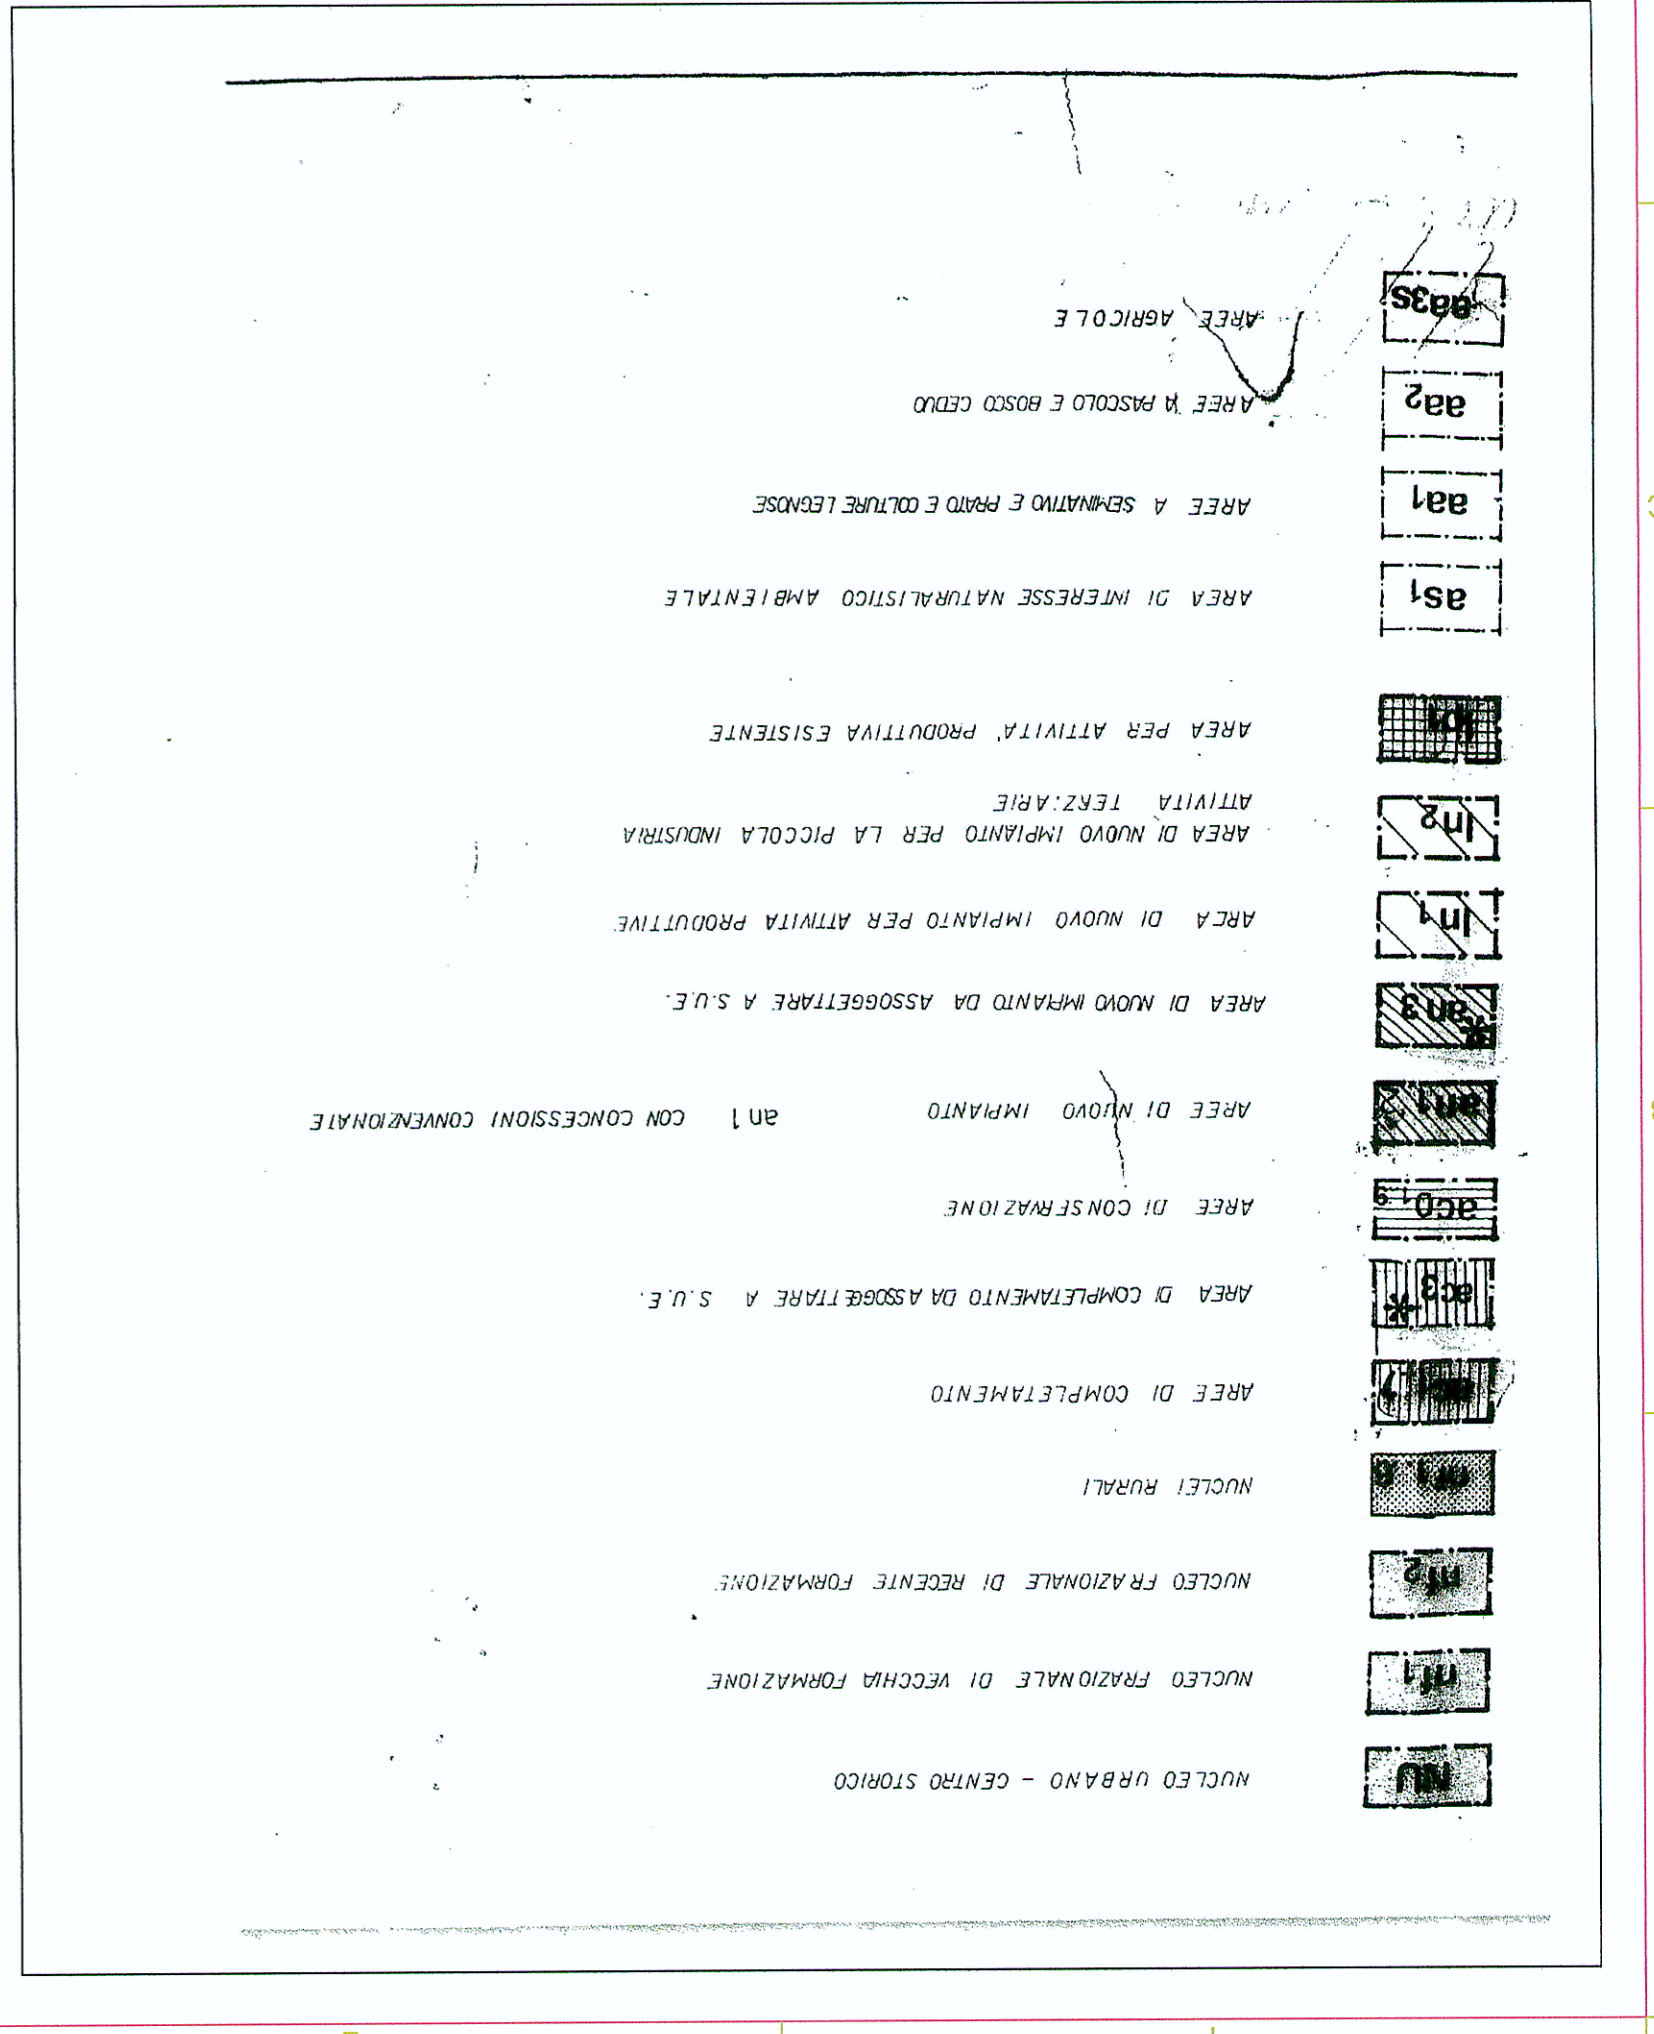 NU NUCLEO URBANO - CENTRO STORICO
nf1 NUCLEO FRAZIONALE DI VECCHIA FORMAZIONE
nf2 NUCLEO FRAZIONALE DI RECENTE FORMAZIONE
NUCLEI RURALI
AREE DI COMPLETAMENTO
ac3* AREA DI COMPLETAMENTO DA ASSOGGETTARE A S.U.E.
AREE DI CONSERVAZIONE
an1 AREE DI NUOVO IMPIANTO an1 CON CONCESSIONI CONVENZIONATE
*an3 AREA DI NUOVO IMPIANTO DA ASSOGGETTARE A S.U.E.
In1 AREA DI NUOVO IMPIANTO PER ATTIVITA PRODUTTIVE
In2 AREA DI NUOVO IMPIANTO PER LA PICCOLA INDUSTRIA
ATTIVITA TERZIARIE
AREA PER ATTIVITA' PRODUTTIVA ESISTENTE
as1 AREA DI INTERESSE NATURALISTICO AMBIENTALE
aa1 AREE A SEMINATIVO E PRATO E COLTURE LEGNOSE
aa2 AREE A PASCOLO E BOSCO CEDUO
aa3s AREE AGRICOLE